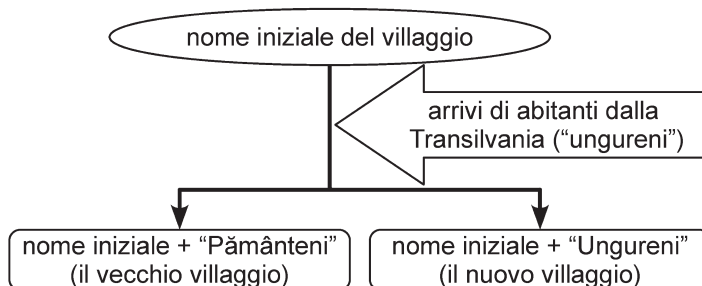 nome iniziale del villaggio
arrivi di abitanti dalla
Transilvania (“ungureni”)
nome iniziale + “Pământeni”
(il vecchio villaggio)
nome iniziale + “Ungureni”
(il nuovo villaggio)